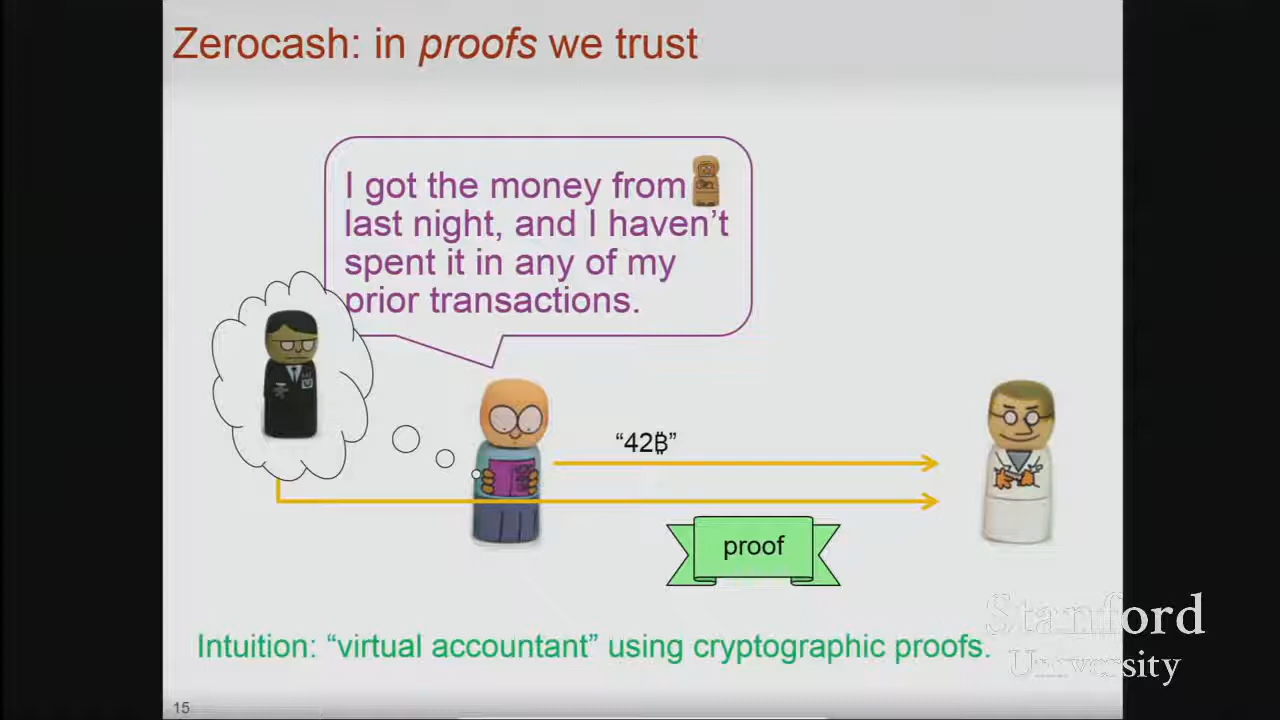 Zerocash: in proofs we trust
I got the money from
last night, and I haven’t
spent it in any of my
prior transactions.
“42฿”
proof
Intuition: “virtual accountant” using cryptographic proofs.
Stanford
University
15